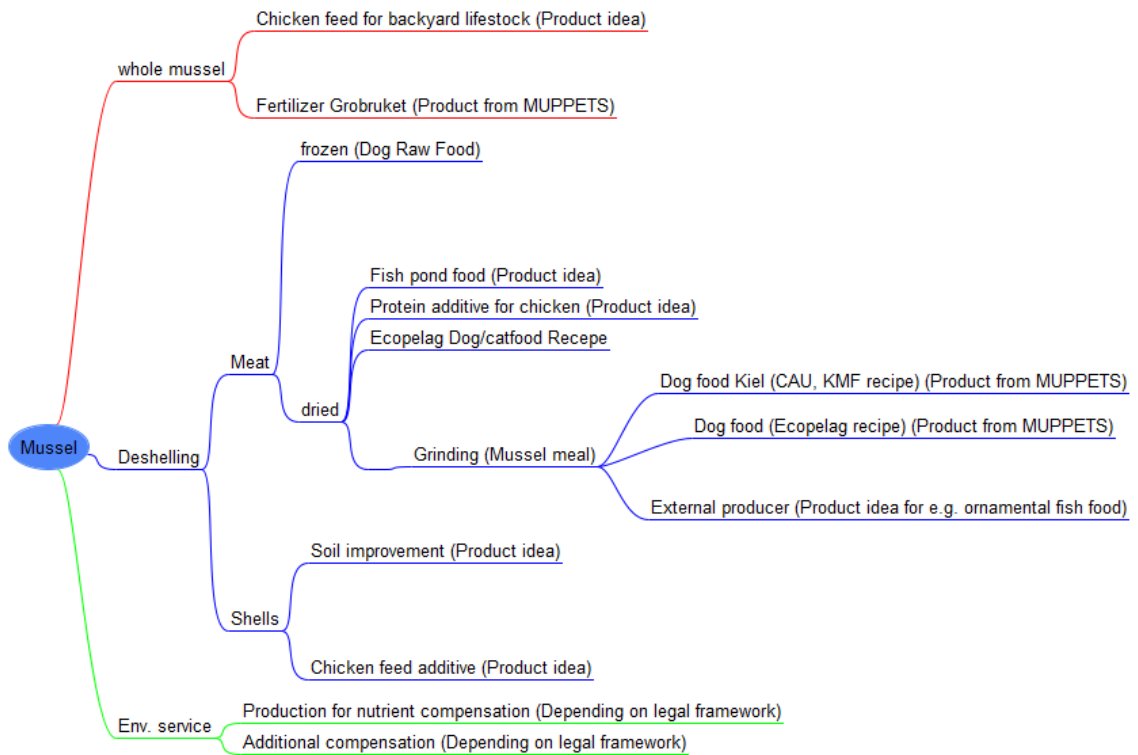 Chicken feed for backyard lifestock (Product idea)
whole mussel
Fertilizer Grobruket (Product from MUPPETS)
frozen (Dog Raw Food)
Fish pond food (Product idea)
Protein additive for chicken (Product idea)
Ecopelag Dog/catfood Recepe
Meat
Dog food Kiel (CAU, KMF recipe) (Product from MUPPETS)
dried
Dog food (Ecopelag recipe) (Product from MUPPETS)
Mussel
Deshelling
Grinding (Mussel meal)
External producer (Product idea for e.g. ornamental fish food)
Soil improvement (Product idea)
Shells
Chicken feed additive (Product idea)
Env. service
Production for nutrient compensation (Depending on legal framework)
Additional compensation (Depending on legal framework)